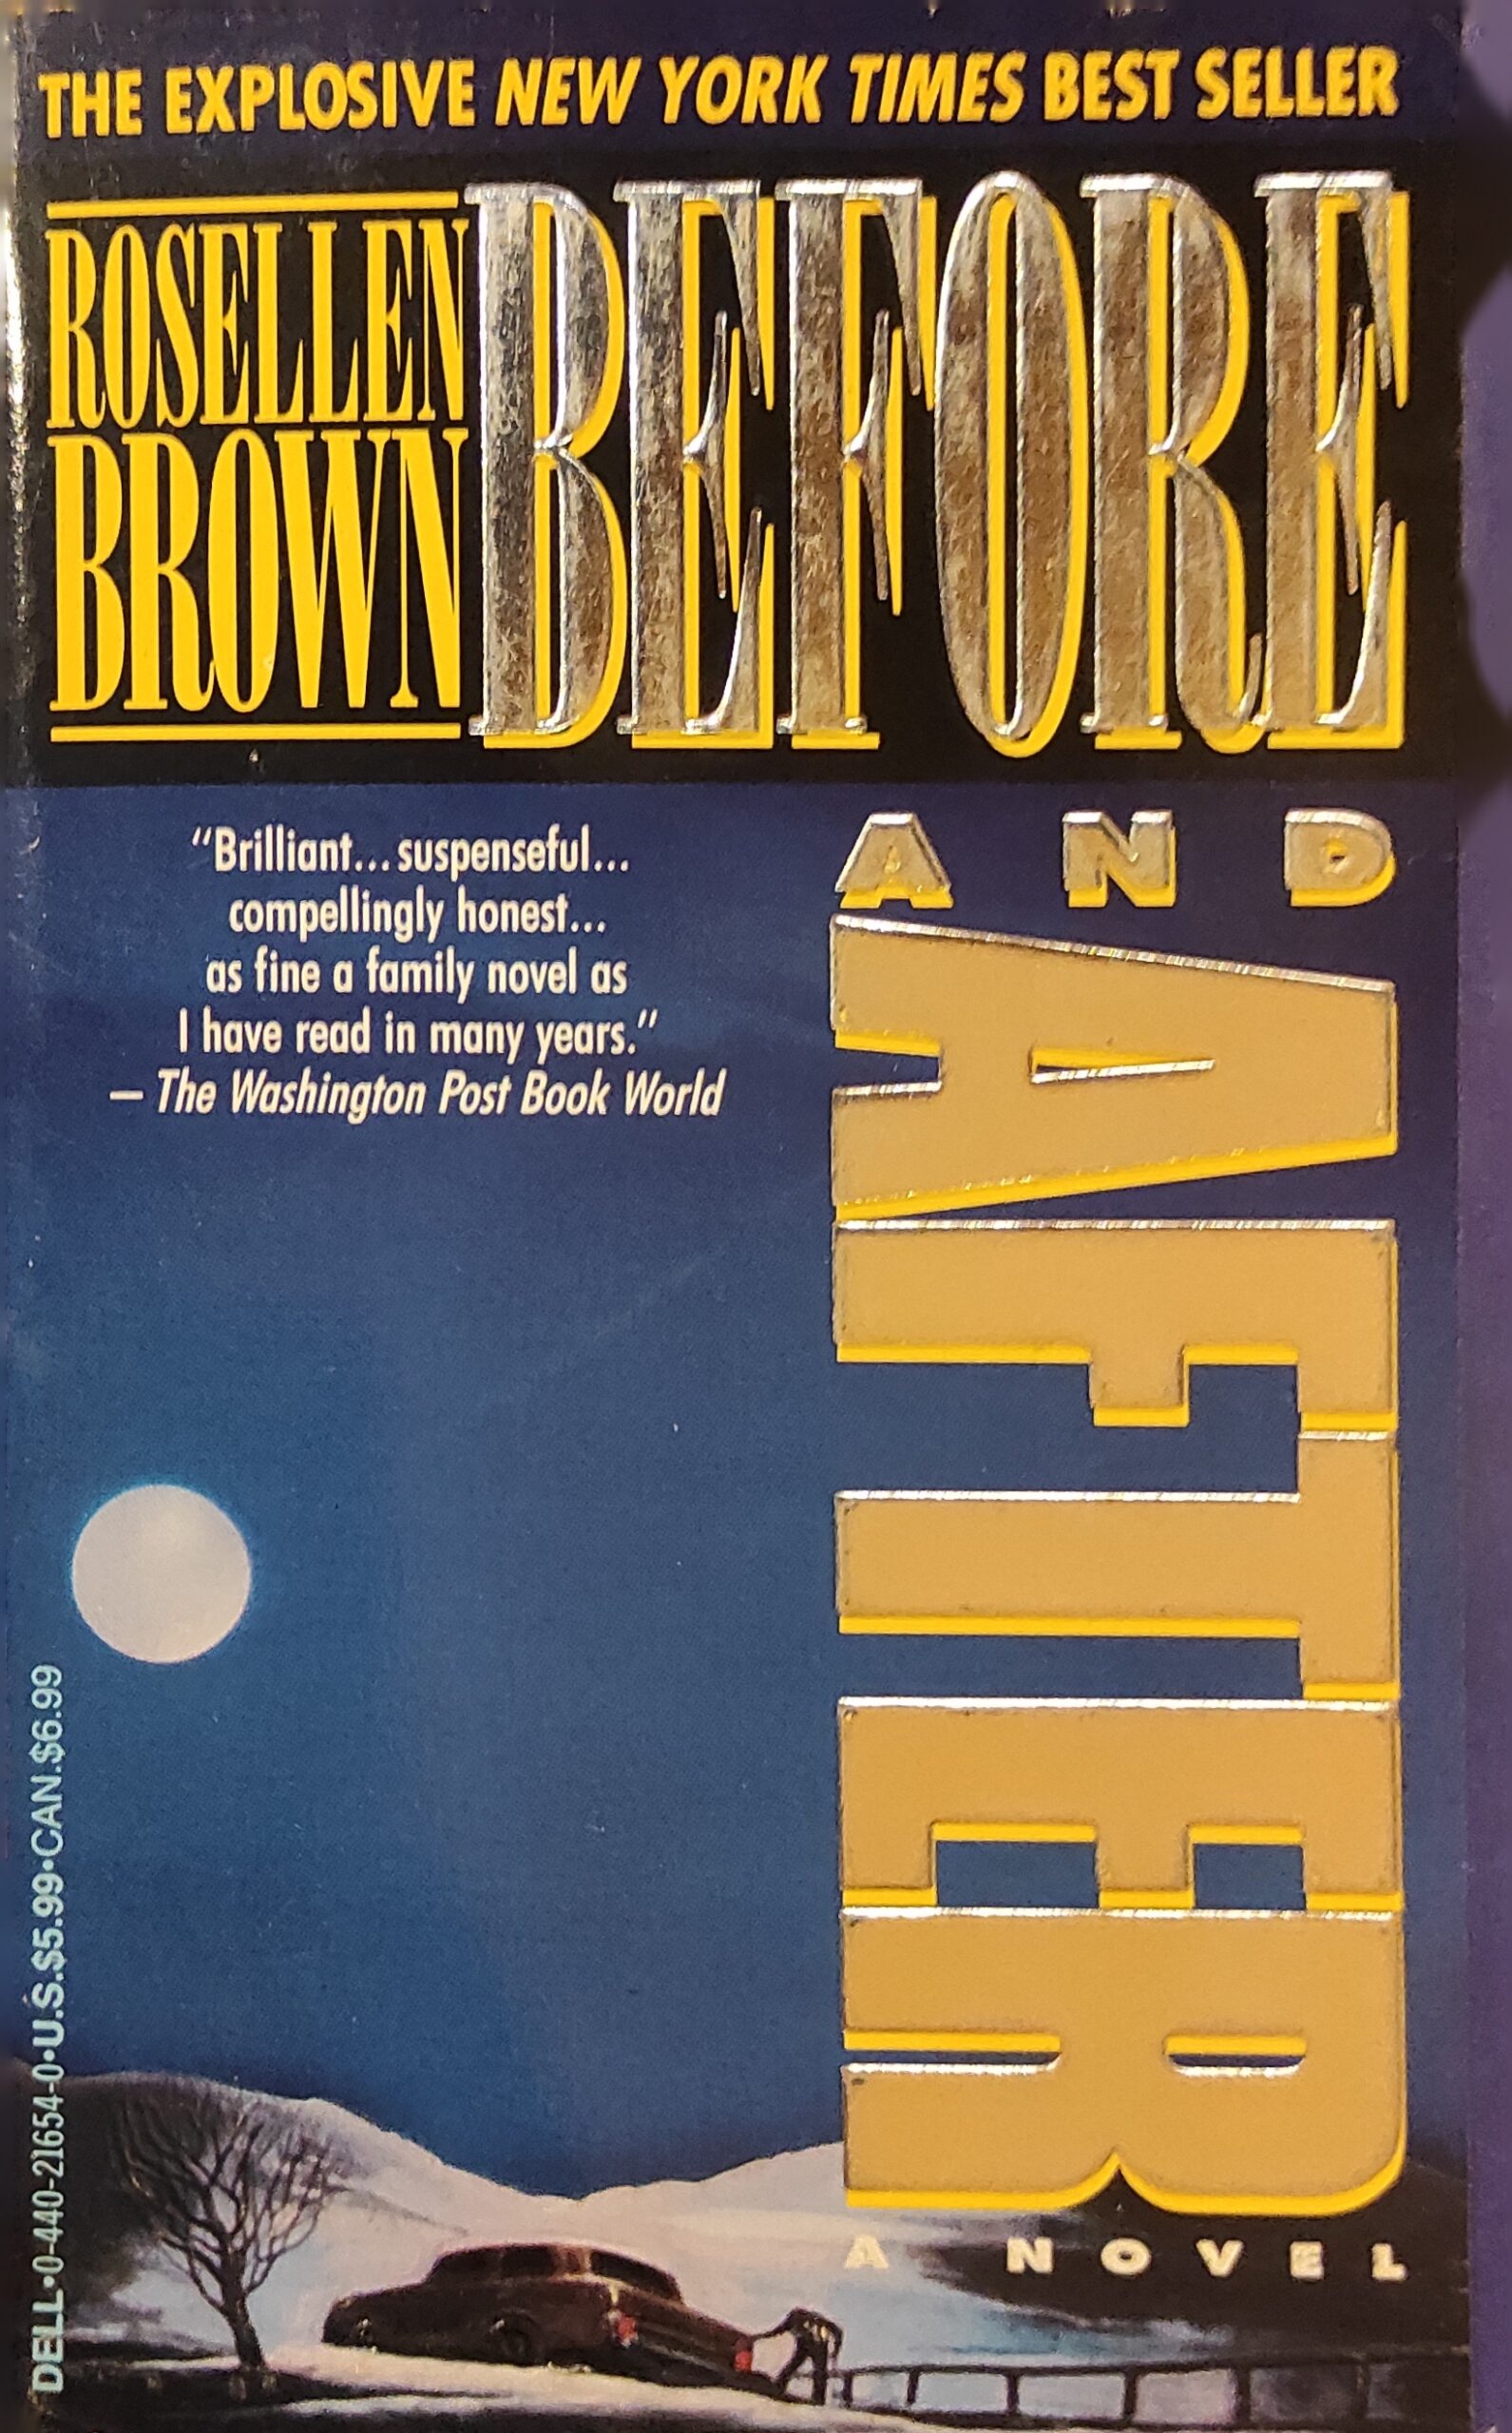 THE EXPLOSIVE NEW YORK TIMES BEST SELLER
ROSELLEN
BROWN
BEFORE
AND
AFTER
"Brilliant... suspenseful...
compellingly honest...
as fine a family novel as
I have read in many years."
— The Washington Post Book World
A NOVEL
DELL•0-440-21654-0•U.S.$5.99•CAN.$6.99